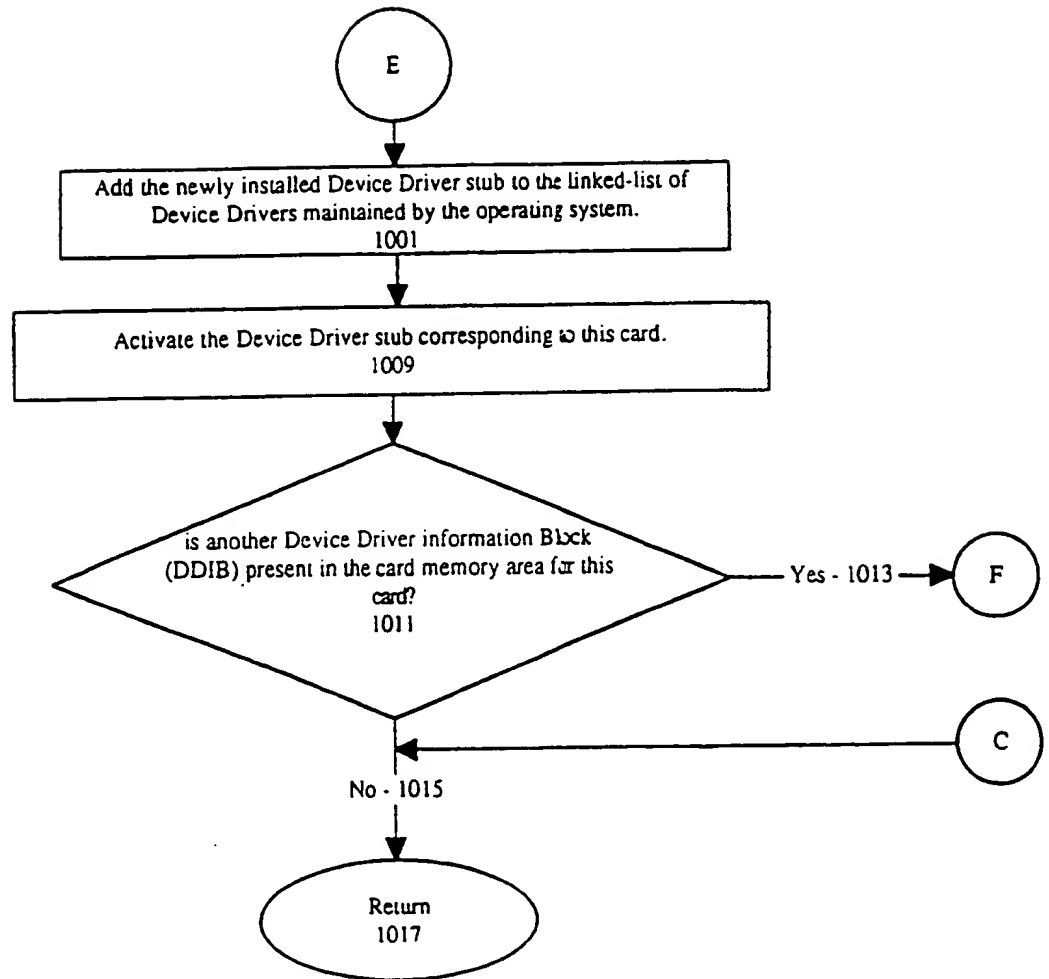 E
Add the newly installed Device Driver stub to the linked-list of
Device Drivers maintained by the operating system.
1001
Activate the Device Driver stub corresponding to this card.
1009
is another Device Driver information Block
(DDIB) present in the card memory area for this
card?
1011
Yes - 1013
F
C
No - 1015
Return
1017